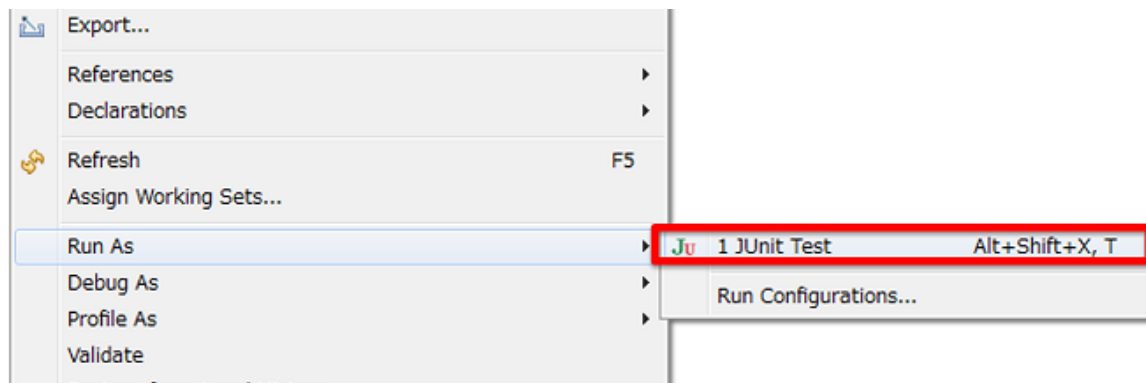 Export...
References
Declarations
Refresh F5
Assign Working Sets...
Run As
JU 1 JUnit Test Alt+Shift+X, T
Debug As
Run Configurations...
Profile As
Validate